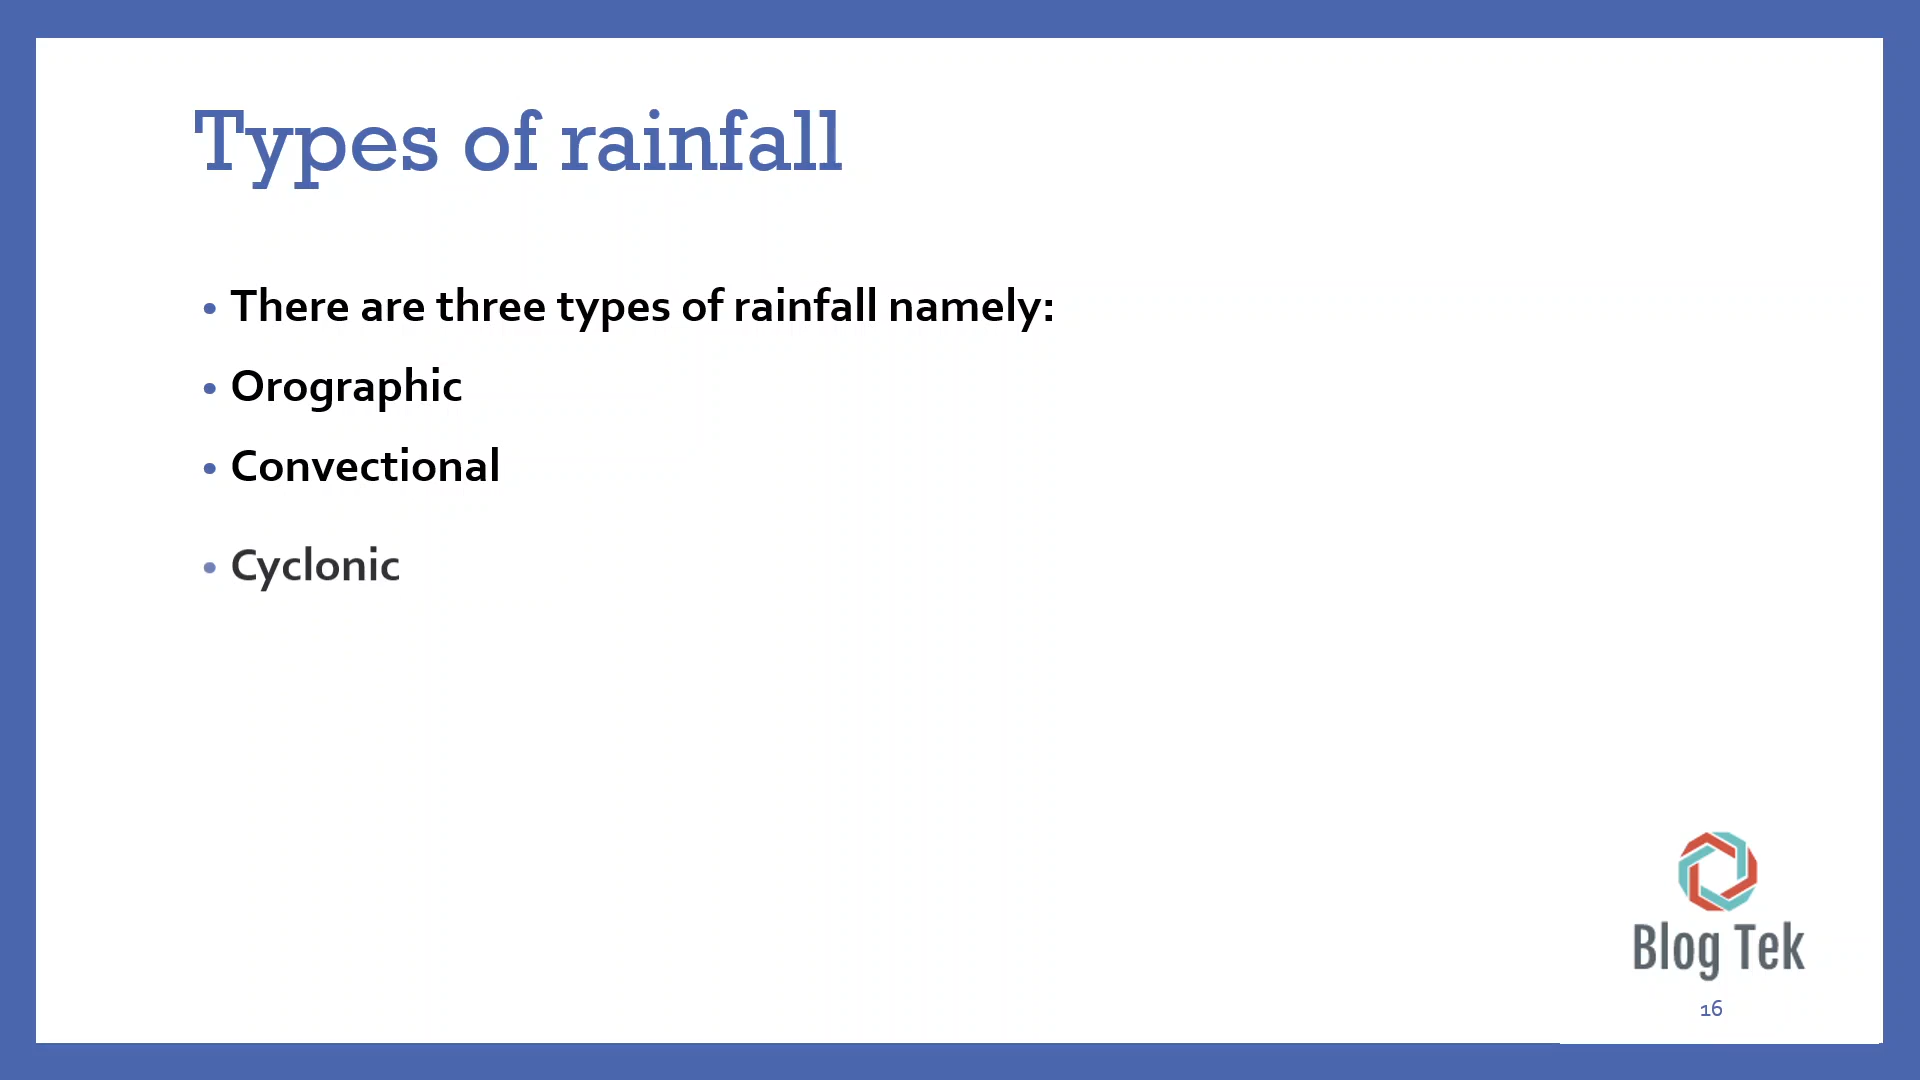 Types of rainfall
• There are three types of rainfall namely:
• Orographic
• Convectional
• Cyclonic
Blog Tek
16